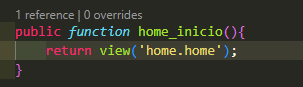 1 reference | 0 overrides
public function home_inicio(){
    return view('home.home');
}